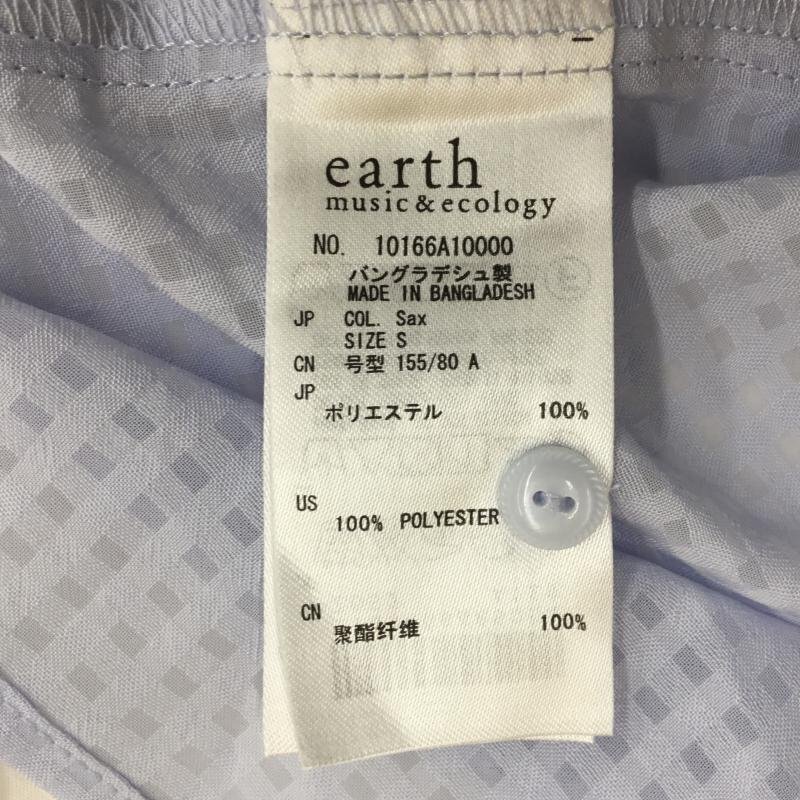 earth
music&ecology
NO. 10166A10000
バングラデシュ製
MADE IN BANGLADESH
JP COL. Sax
SIZE S
CN 号型 155/80 A
JP
ポリエステル 100%
US
100% POLYESTER
CN
聚酯纤维 100%